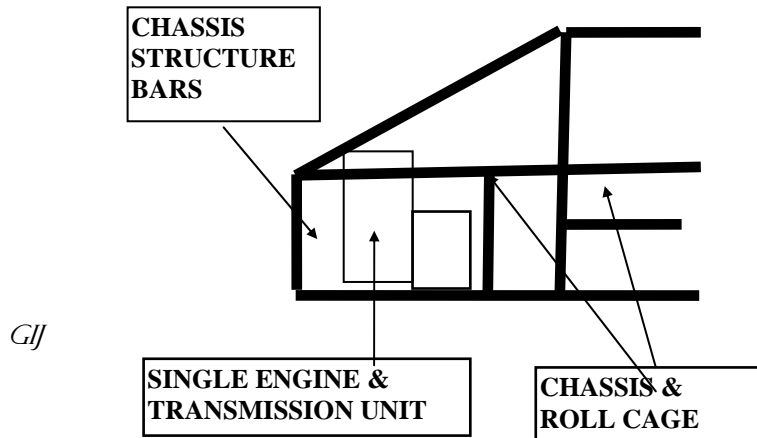 CHASSIS
STRUCTURE
BARS
GIJ
SINGLE ENGINE &
TRANSMISSION UNIT
CHASSIS &
ROLL CAGE